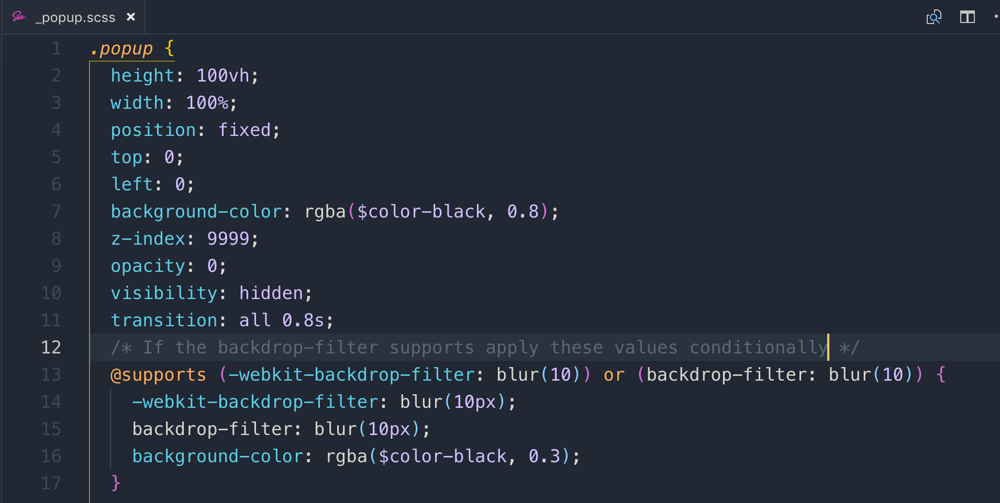 Sass _popup.scss ×
1 .popup {
2 height: 100vh;
3 width: 100%;
4 position: fixed;
5 top: 0;
6 left: 0;
7 background-color: rgba($color-black, 0.8);
8 z-index: 9999;
9 opacity: 0;
10 visibility: hidden;
11 transition: all 0.8s;
12 /* If the backdrop-filter supports apply these values conditionally */
13 @supports (-webkit-backdrop-filter: blur(10)) or (backdrop-filter: blur(10)) {
14 -webkit-backdrop-filter: blur(10px);
15 backdrop-filter: blur(10px);
16 background-color: rgba($color-black, 0.3);
17 }